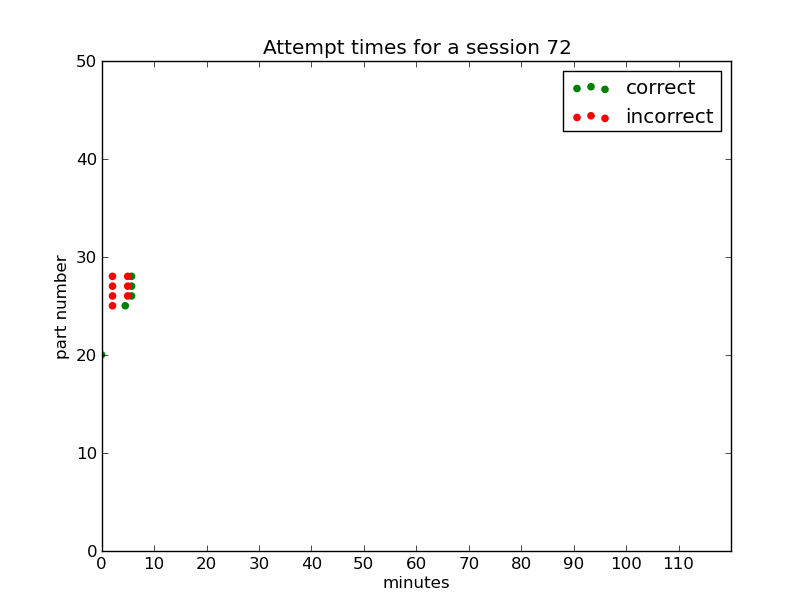 Attempt times for a session 72
50
correct
incorrect
40
30
part number
20
10
0
0 10 20 30 40 50 60 70 80 90 100 110
minutes